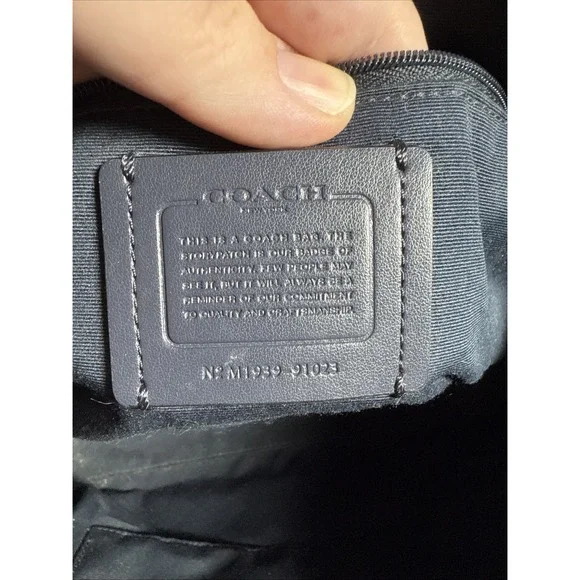 COACH
THIS IS A COACH BAG. THE
STORYPATCH IS OUR BADGE OF
AUTHENTICITY. FEW PEOPLE MAY
SEE IT, BUT IT WILL ALWAYS BE A
REMINDER OF OUR COMMITMENT
TO QUALITY AND CRAFTSMANSHIP.
Nº M1939-91023